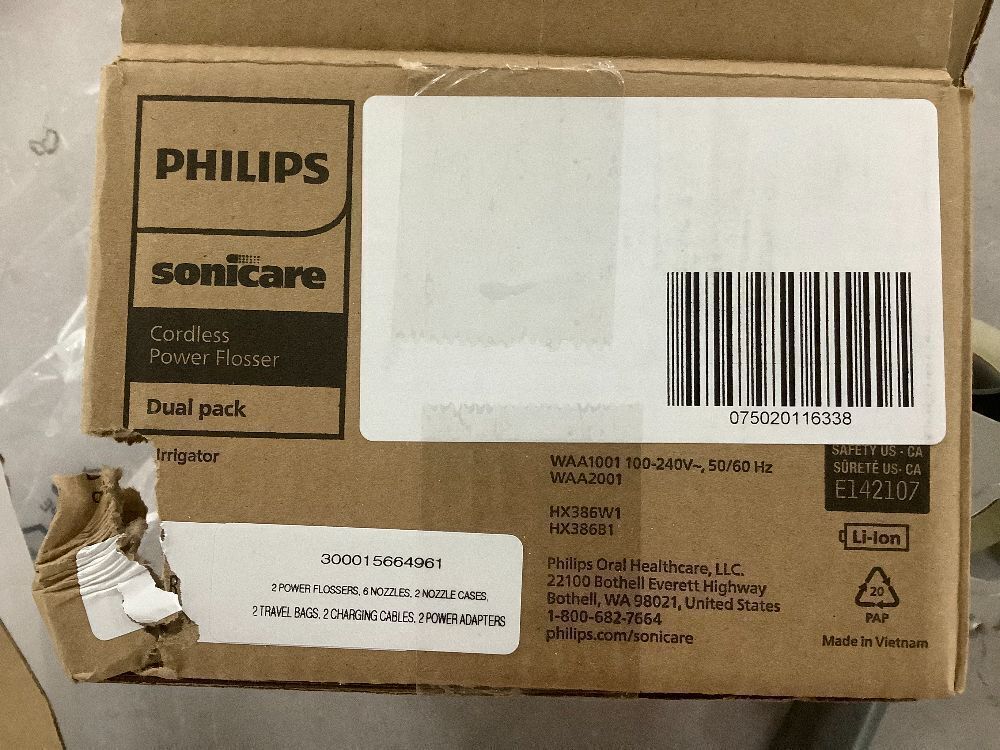 PHILIPS
sonicare
Cordless
Power Flosser
Dual pack
Irrigator
075020116338
WAA1001 100-240V~, 50/60 Hz
WAA2001
HX386W1
HX386B1
Philips Oral Healthcare, LLC.
22100 Bothell Everett Highway
Bothell, WA 98021, United States
1-800-682-7664
philips.com/sonicare
SAFETY US - CA
SÛRETÉ US- CA
E142107
Li-Ion
20
PAP
Made in Vietnam
300015664961
2 POWER FLOSSERS, 6 NOZZLES, 2 NOZZLE CASES,
2 TRAVEL BAGS, 2 CHARGING CABLES, 2 POWER ADAPTERS